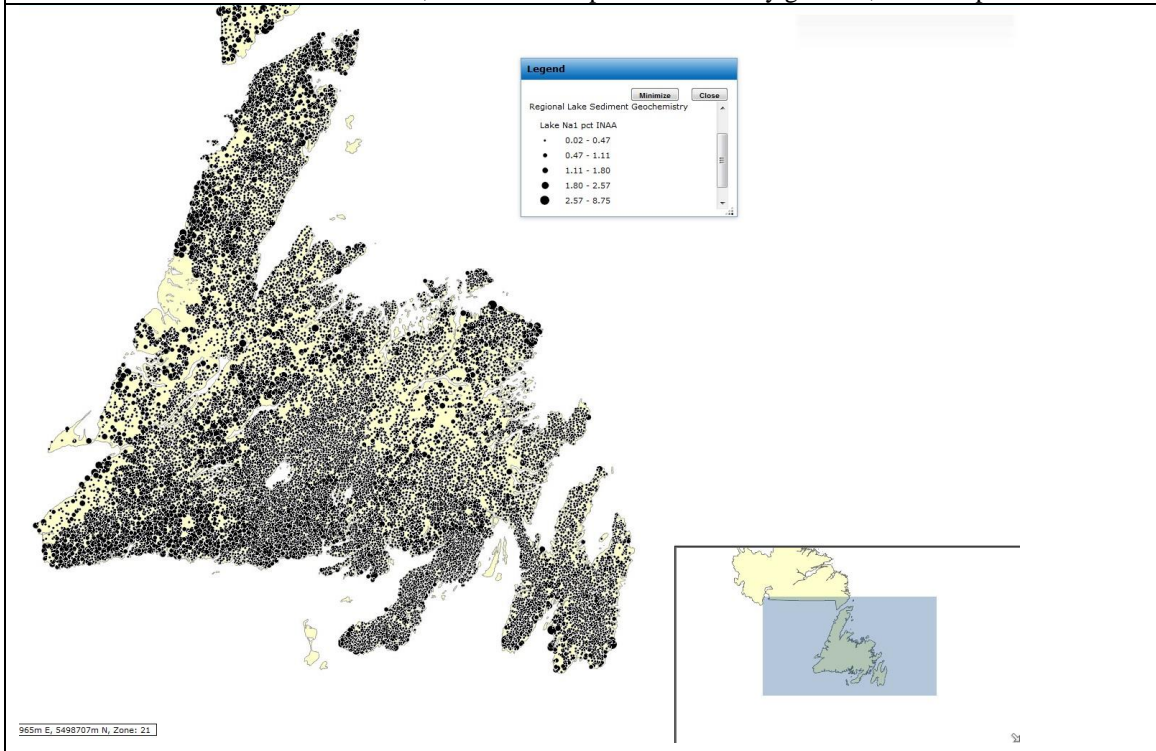 Legend
Minimize Close
Regional Lake Sediment Geochemistry
Lake Na1 pct INAA
0.02 - 0.47
0.47 - 1.11
1.11 - 1.80
1.80 - 2.57
2.57 - 8.75
965m E, 5498707m N, Zone: 21